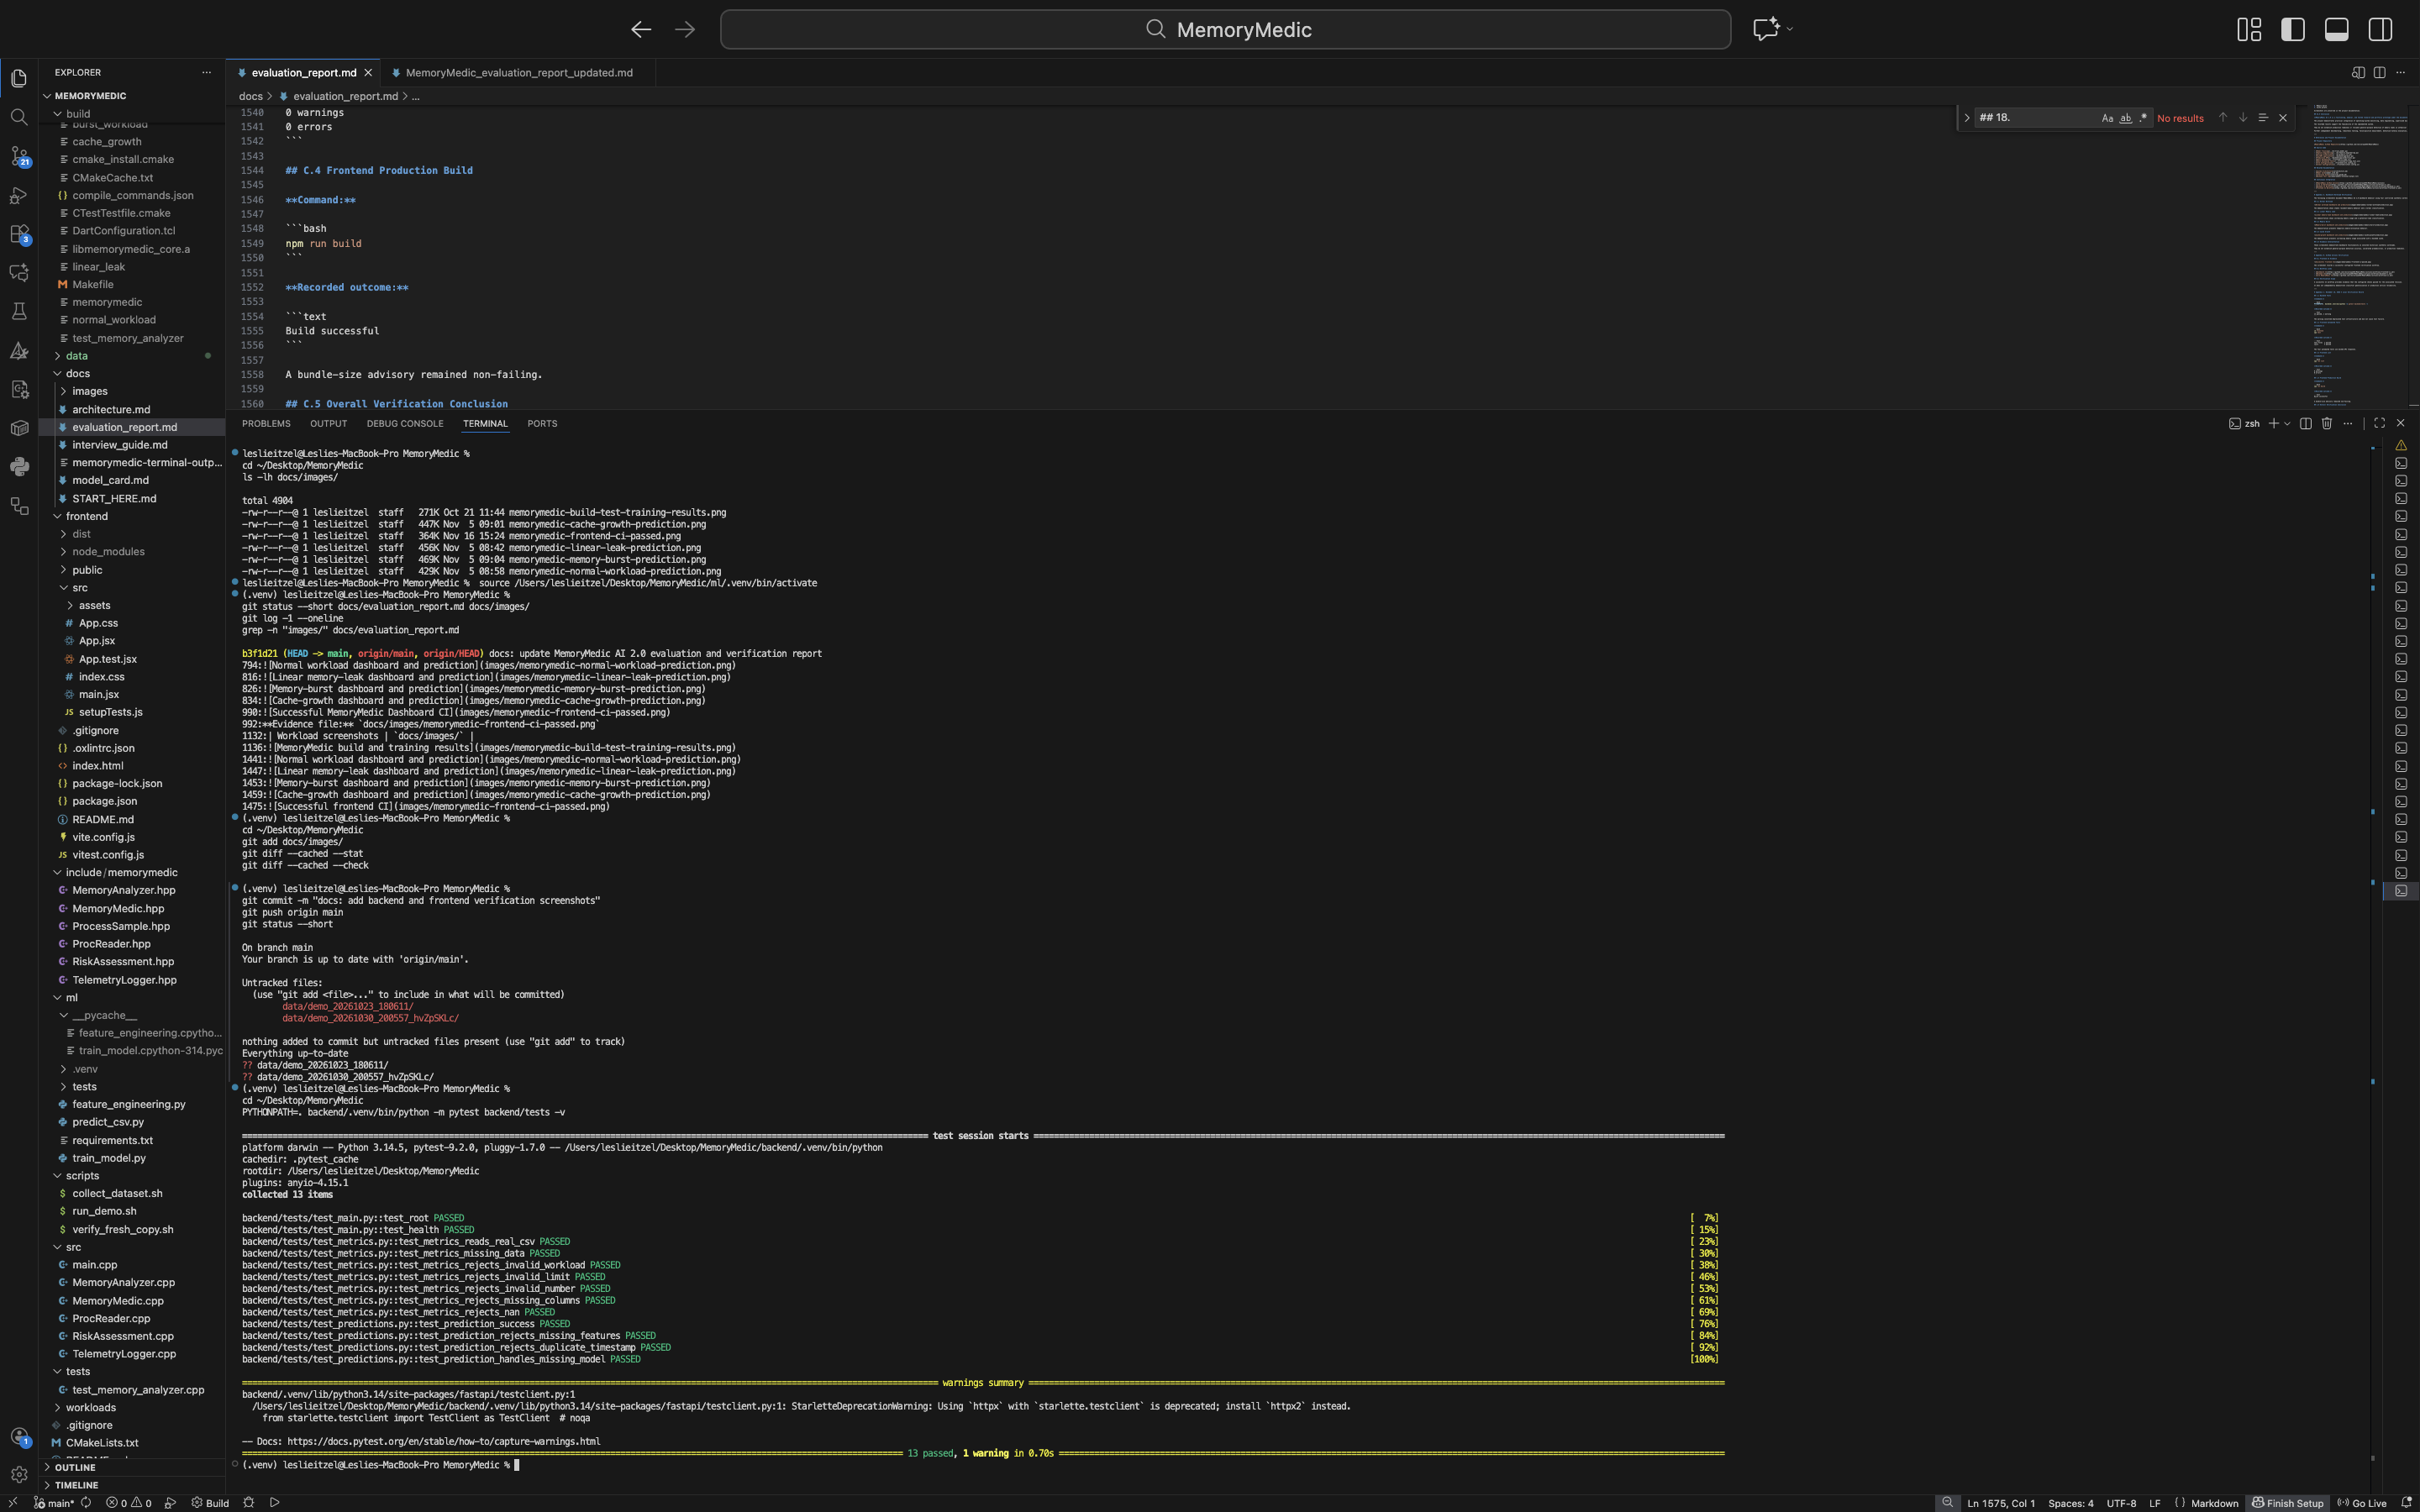 MemoryMedic
EXPLORER
MEMORYMEDIC
build
burst_workload
cache_growth
cmake_install.cmake
CMakeCache.txt
compile_commands.json
CTestTestfile.cmake
DartConfiguration.tcl
libmemorymedic_core.a
linear_leak
Makefile
memorymedic
normal_workload
test_memory_analyzer
data
docs
images
architecture.md
evaluation_report.md
interview_guide.md
memorymedic-terminal-outp...
model_card.md
START_HERE.md
frontend
dist
node_modules
public
src
assets
App.css
App.jsx
App.test.jsx
index.css
main.jsx
setupTests.js
.gitignore
.oxlintrc.json
index.html
package-lock.json
package.json
README.md
vite.config.js
vitest.config.js
include/memorymedic
MemoryAnalyzer.hpp
MemoryMedic.hpp
ProcessSample.hpp
ProcReader.hpp
RiskAssessment.hpp
TelemetryLogger.hpp
ml
__pycache__
feature_engineering.cpytho...
train_model.cpython-314.pyc
.venv
tests
feature_engineering.py
predict_csv.py
requirements.txt
train_model.py
scripts
collect_dataset.sh
run_demo.sh
verify_fresh_copy.sh
src
main.cpp
MemoryAnalyzer.cpp
MemoryMedic.cpp
ProcReader.cpp
RiskAssessment.cpp
TelemetryLogger.cpp
tests
test_memory_analyzer.cpp
workloads
.gitignore
CMakeLists.txt
OUTLINE
TIMELINE
21
3
1
evaluation_report.md
MemoryMedic_evaluation_report_updated.md
docs > evaluation_report.md > ...
## 18.
Aa ab .*
No results
1540 0 warnings
1541 0 errors
1542 ```
1543
1544 ## C.4 Frontend Production Build
1545
1546 **Command:**
1547
1548 ```bash
1549 npm run build
1550 ```
1551
1552 **Recorded outcome:**
1553
1554 ```text
1555 Build successful
1556 ```
1557
1558 A bundle-size advisory remained non-failing.
1559
1560 ## C.5 Overall Verification Conclusion
PROBLEMS OUTPUT DEBUG CONSOLE TERMINAL PORTS
zsh
leslieitzel@Leslies-MacBook-Pro MemoryMedic %
cd ~/Desktop/MemoryMedic
ls -lh docs/images/
total 4904
-rw-r--r--@ 1 leslieitzel staff 271K Oct 21 11:44 memorymedic-build-test-training-results.png
-rw-r--r--@ 1 leslieitzel staff 447K Nov 5 09:01 memorymedic-cache-growth-prediction.png
-rw-r--r--@ 1 leslieitzel staff 364K Nov 16 15:24 memorymedic-frontend-ci-passed.png
-rw-r--r--@ 1 leslieitzel staff 456K Nov 5 08:42 memorymedic-linear-leak-prediction.png
-rw-r--r--@ 1 leslieitzel staff 469K Nov 5 09:04 memorymedic-memory-burst-prediction.png
-rw-r--r--@ 1 leslieitzel staff 429K Nov 5 08:58 memorymedic-normal-workload-prediction.png
leslieitzel@Leslies-MacBook-Pro MemoryMedic % source /Users/leslieitzel/Desktop/MemoryMedic/ml/.venv/bin/activate
(.venv) leslieitzel@Leslies-MacBook-Pro MemoryMedic %
git status --short docs/evaluation_report.md docs/images/
git log -1 --oneline
grep -n "images/" docs/evaluation_report.md
b3f1d21 (HEAD -> main, origin/main, origin/HEAD) docs: update MemoryMedic AI 2.0 evaluation and verification report
794:![Normal workload dashboard and prediction](images/memorymedic-normal-workload-prediction.png)
816:![Linear memory-leak dashboard and prediction](images/memorymedic-linear-leak-prediction.png)
826:![Memory-burst dashboard and prediction](images/memorymedic-memory-burst-prediction.png)
834:![Cache-growth dashboard and prediction](images/memorymedic-cache-growth-prediction.png)
990:![Successful MemoryMedic Dashboard CI](images/memorymedic-frontend-ci-passed.png)
992:**Evidence file:** `docs/images/memorymedic-frontend-ci-passed.png`
1132:| Workload screenshots | `docs/images/` |
1136:![MemoryMedic build and training results](images/memorymedic-build-test-training-results.png)
1441:![Normal workload dashboard and prediction](images/memorymedic-normal-workload-prediction.png)
1447:![Linear memory-leak dashboard and prediction](images/memorymedic-linear-leak-prediction.png)
1453:![Memory-burst dashboard and prediction](images/memorymedic-memory-burst-prediction.png)
1459:![Cache-growth dashboard and prediction](images/memorymedic-cache-growth-prediction.png)
1475:![Successful frontend CI](images/memorymedic-frontend-ci-passed.png)
(.venv) leslieitzel@Leslies-MacBook-Pro MemoryMedic %
cd ~/Desktop/MemoryMedic
git add docs/images/
git diff --cached --stat
git diff --cached --check
(.venv) leslieitzel@Leslies-MacBook-Pro MemoryMedic %
git commit -m "docs: add backend and frontend verification screenshots"
git push origin main
git status --short
On branch main
Your branch is up to date with 'origin/main'.
Untracked files:
(use "git add <file>..." to include in what will be committed)
data/demo_20261023_180611/
data/demo_20261030_200557_hvZpSKLc/
nothing added to commit but untracked files present (use "git add" to track)
Everything up-to-date
?? data/demo_20261023_180611/
?? data/demo_20261030_200557_hvZpSKLc/
(.venv) leslieitzel@Leslies-MacBook-Pro MemoryMedic %
cd ~/Desktop/MemoryMedic
PYTHONPATH=. backend/.venv/bin/python -m pytest backend/tests -v
test session starts
platform darwin -- Python 3.14.5, pytest-9.2.0, pluggy-1.7.0 -- /Users/leslieitzel/Desktop/MemoryMedic/backend/.venv/bin/python
cachedir: .pytest_cache
rootdir: /Users/leslieitzel/Desktop/MemoryMedic
plugins: anyio-4.15.1
collected 13 items
backend/tests/test_main.py::test_root PASSED [ 7%]
backend/tests/test_main.py::test_health PASSED [ 15%]
backend/tests/test_metrics.py::test_metrics_reads_real_csv PASSED [ 23%]
backend/tests/test_metrics.py::test_metrics_missing_data PASSED [ 30%]
backend/tests/test_metrics.py::test_metrics_rejects_invalid_workload PASSED [ 38%]
backend/tests/test_metrics.py::test_metrics_rejects_invalid_limit PASSED [ 46%]
backend/tests/test_metrics.py::test_metrics_rejects_invalid_number PASSED [ 53%]
backend/tests/test_metrics.py::test_metrics_rejects_missing_columns PASSED [ 61%]
backend/tests/test_metrics.py::test_metrics_rejects_nan PASSED [ 69%]
backend/tests/test_predictions.py::test_prediction_success PASSED [ 76%]
backend/tests/test_predictions.py::test_prediction_rejects_missing_features PASSED [ 84%]
backend/tests/test_predictions.py::test_prediction_rejects_duplicate_timestamp PASSED [ 92%]
backend/tests/test_predictions.py::test_prediction_handles_missing_model PASSED [100%]
warnings summary
backend/.venv/lib/python3.14/site-packages/fastapi/testclient.py:1
/Users/leslieitzel/Desktop/MemoryMedic/backend/.venv/lib/python3.14/site-packages/fastapi/testclient.py:1: StarletteDeprecationWarning: Using `httpx` with `starlette.testclient` is deprecated; install `httpx2` instead.
from starlette.testclient import TestClient as TestClient # noqa
-- Docs: https://docs.pytest.org/en/stable/how-to/capture-warnings.html
13 passed, 1 warning in 0.70s
(.venv) leslieitzel@Leslies-MacBook-Pro MemoryMedic %
main* 0 0 Build
Ln 1575, Col 1 Spaces: 4 UTF-8 LF Markdown Finish Setup Go Live